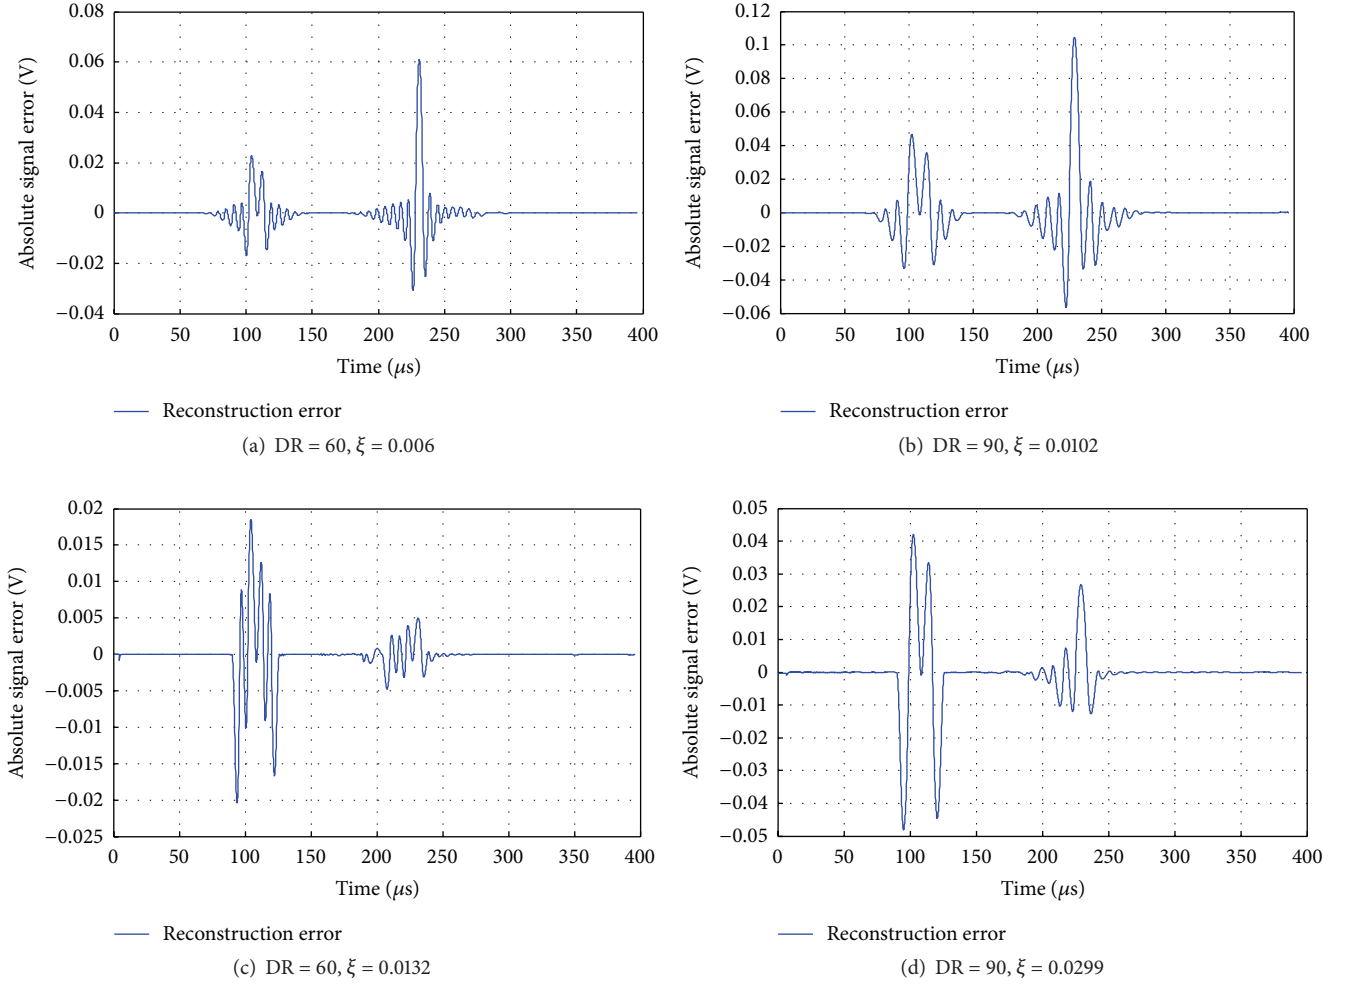 0.08
0.06
0.04
0.02
0
−0.02
−0.04
Absolute signal error (V)
0 50 100 150 200 250 300 350 400
Time (μs)
Reconstruction error
(a) DR = 60, ξ = 0.006
0.12
0.1
0.08
0.06
0.04
0.02
0
−0.02
−0.04
−0.06
Absolute signal error (V)
0 50 100 150 200 250 300 350 400
Time (μs)
Reconstruction error
(b) DR = 90, ξ = 0.0102
0.02
0.015
0.01
0.005
0
−0.005
−0.01
−0.015
−0.02
−0.025
Absolute signal error (V)
0 50 100 150 200 250 300 350 400
Time (μs)
Reconstruction error
(c) DR = 60, ξ = 0.0132
0.05
0.04
0.03
0.02
0.01
0
−0.01
−0.02
−0.03
−0.04
−0.05
Absolute signal error (V)
0 50 100 150 200 250 300 350 400
Time (μs)
Reconstruction error
(d) DR = 90, ξ = 0.0299